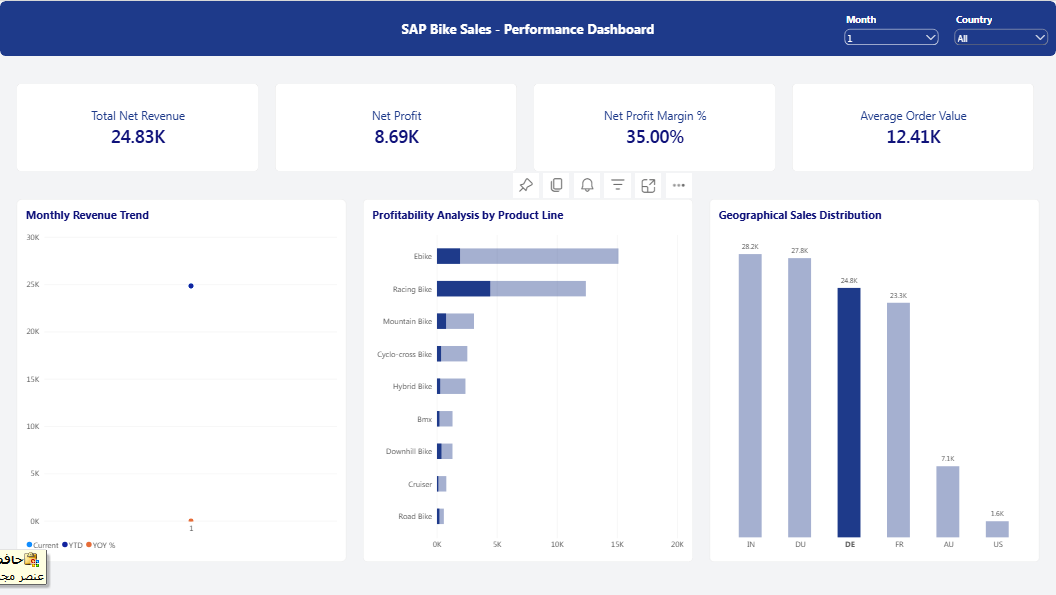 SAP Bike Sales - Performance Dashboard
Month
1
Country
All
Total Net Revenue
24.83K
Net Profit
8.69K
Net Profit Margin %
35.00%
Average Order Value
12.41K
Monthly Revenue Trend
30K
25K
20K
15K
10K
5K
0K
1
Current YTD YOY %
Profitability Analysis by Product Line
Ebike
Racing Bike
Mountain Bike
Cyclo-cross Bike
Hybrid Bike
Bmx
Downhill Bike
Cruiser
Road Bike
0K 5K 10K 15K 20K
Geographical Sales Distribution
28.2K
27.8K
24.8K
23.3K
7.1K
1.6K
IN DU DE FR AU US
عنصر